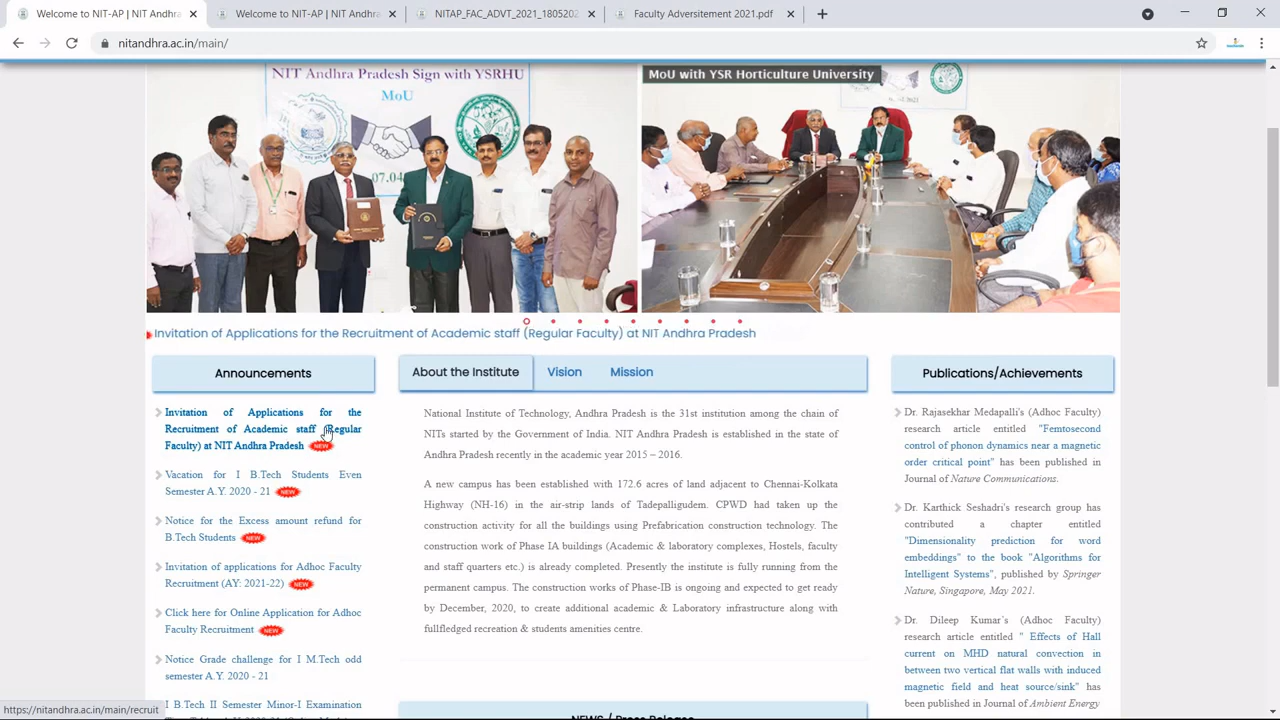 Welcome to NIT-AP | NIT Andhra
Welcome to NIT-AP | NIT Andhra
NITAP_FAC_ADVT_2021_1805202
Faculty Adversitement 2021.pdf
nitandhra.ac.in/main/
NIT Andhra Pradesh Sign with YSRHU
MoU
07.04
MoU with YSR Horticulture University
Invitation of Applications for the Recruitment of Academic staff (Regular Faculty) at NIT Andhra Pradesh
Announcements
Invitation of Applications for the
Recruitment of Academic staff (Regular
Faculty) at NIT Andhra Pradesh NEW
Vacation for I B.Tech Students Even
Semester A.Y. 2020 - 21 NEW
Notice for the Excess amount refund for
B.Tech Students NEW
Invitation of applications for Adhoc Faculty
Recruitment (AY: 2021-22) NEW
Click here for Online Application for Adhoc
Faculty Recruitment NEW
Notice Grade challenge for I M.Tech odd
semester A.Y. 2020 - 21
I B.Tech II Semester Minor-I Examination
About the Institute
Vision
Mission
National Institute of Technology, Andhra Pradesh is the 31st institution among the chain of
NITs started by the Government of India. NIT Andhra Pradesh is established in the state of
Andhra Pradesh recently in the academic year 2015 – 2016.
A new campus has been established with 172.6 acres of land adjacent to Chennai-Kolkata
Highway (NH-16) in the air-strip lands of Tadepalligudem. CPWD had taken up the
construction activity for all the buildings using Prefabrication construction technology. The
construction work of Phase IA buildings (Academic & laboratory complexes, Hostels, faculty
and staff quarters etc.) is already completed. Presently the institute is fully running from the
permanent campus. The construction works of Phase-IB is ongoing and expected to get ready
by December, 2020, to create additional academic & Laboratory infrastructure along with
fullfledged recreation & students amenities centre.
NEWS / Press Release
Publications/Achievements
Dr. Rajasekhar Medapalli's (Adhoc Faculty)
research article entitled "Femtosecond
control of phonon dynamics near a magnetic
order critical point" has been published in
Journal of Nature Communications.
Dr. Karthick Seshadri's research group has
contributed a chapter entitled
"Dimensionality prediction for word
embeddings" to the book "Algorithms for
Intelligent Systems", published by Springer
Nature, Singapore, May 2021.
Dr. Dileep Kumar`s (Adhoc Faculty)
research article entitled " Effects of Hall
current on MHD natural convection in
between two vertical flat walls with induced
magnetic field and heat source/sink" has
been published in Journal of Ambient Energy
https://nitandhra.ac.in/main/recruit